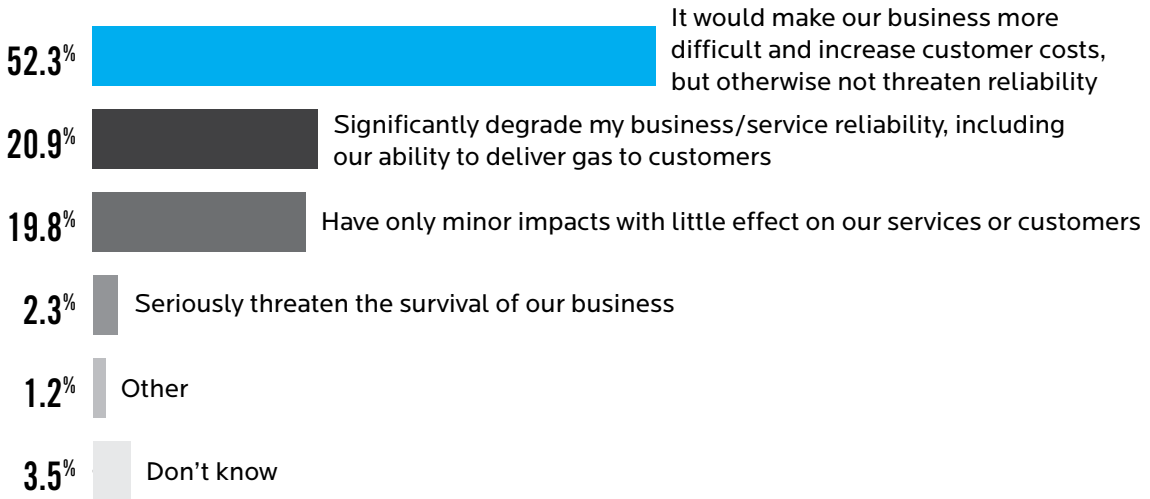 It would make our business more
52.3% difficult and increase customer costs,
but otherwise not threaten reliability
Significantly degrade my business/service reliability, including
20.9% our ability to deliver gas to customers
19.8% Have only minor impacts with little effect on our services or customers
2.3% Seriously threaten the survival of our business
1.2% Other
3.5% Don’t know